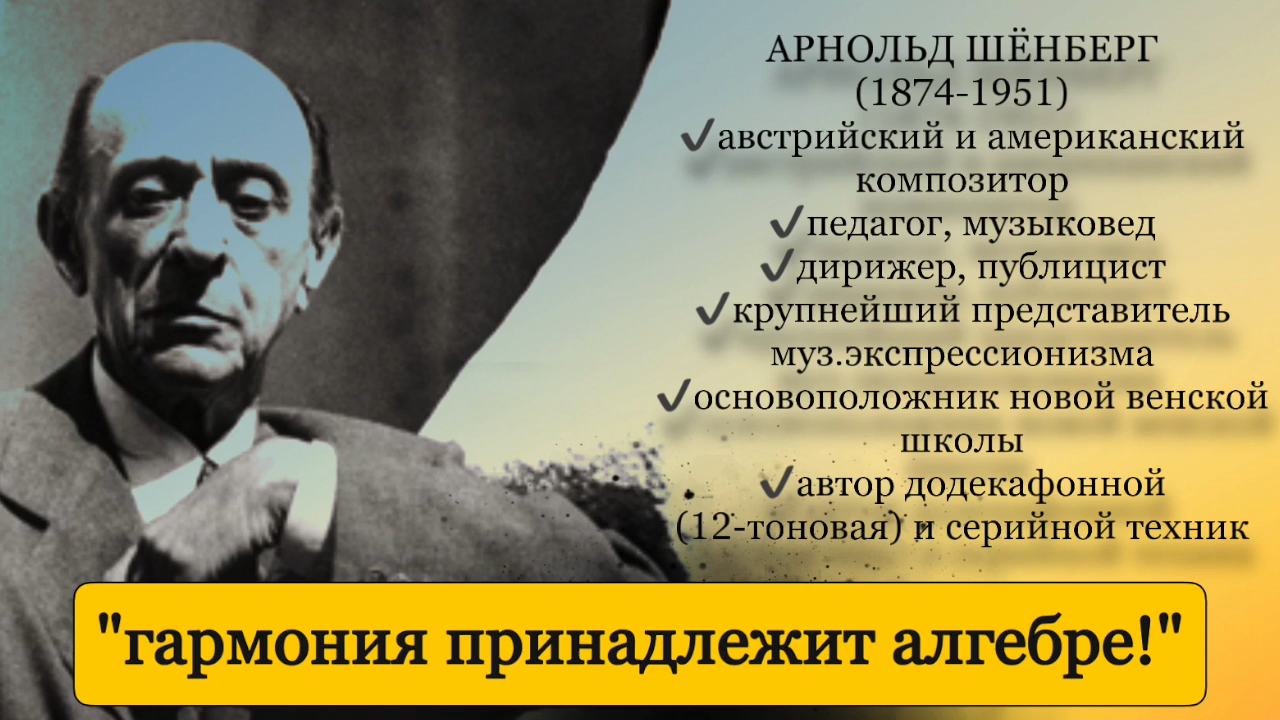 АРНОЛЬД ШЁНБЕРГ
(1874-1951)
✔австрийский и американский
композитор
✔педагог, музыковед
✔дирижер, публицист
✔крупнейший представитель
муз.экспрессионизма
✔основоположник новой венской
школы
✔автор додекафонной
(12-тоновая) и серийной техник
"гармония принадлежит алгебре!"